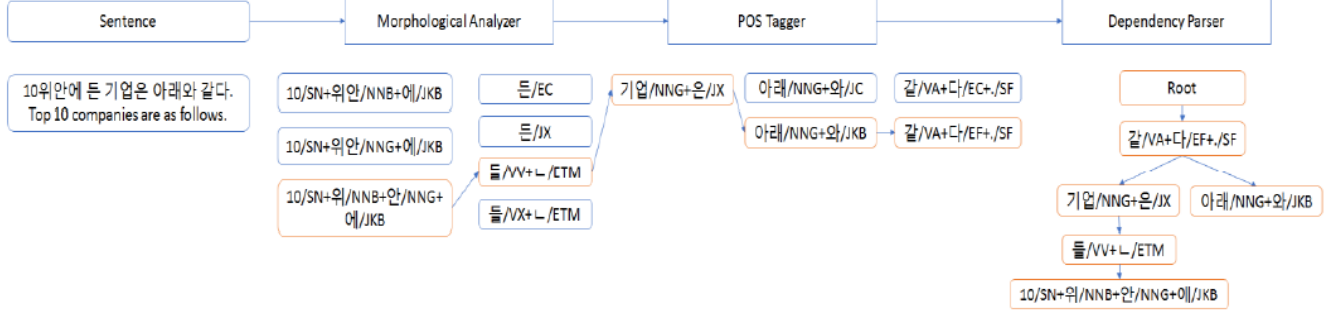 Sentence
Morphological Analyzer
POS Tagger
Dependency Parser
10위안에 든 기업은 아래와 같다.
Top 10 companies are as follows.
10/SN+위안/NNB+에/JKB
10/SN+위안/NNG+에/JKB
10/SN+위/NNB+안/NNG+
에/JKB
든/EC
든/JX
들/VV+ㄴ/ETM
들/VX+ㄴ/ETM
기업/NNG+은/JX
아래/NNG+와/JC
아래/NNG+와/JKB
같/VA+다/EC+./SF
같/VA+다/EF+./SF
Root
같/VA+다/EF+./SF
기업/NNG+은/JX
아래/NNG+와/JKB
들/VV+ㄴ/ETM
10/SN+위/NNB+안/NNG+에/JKB